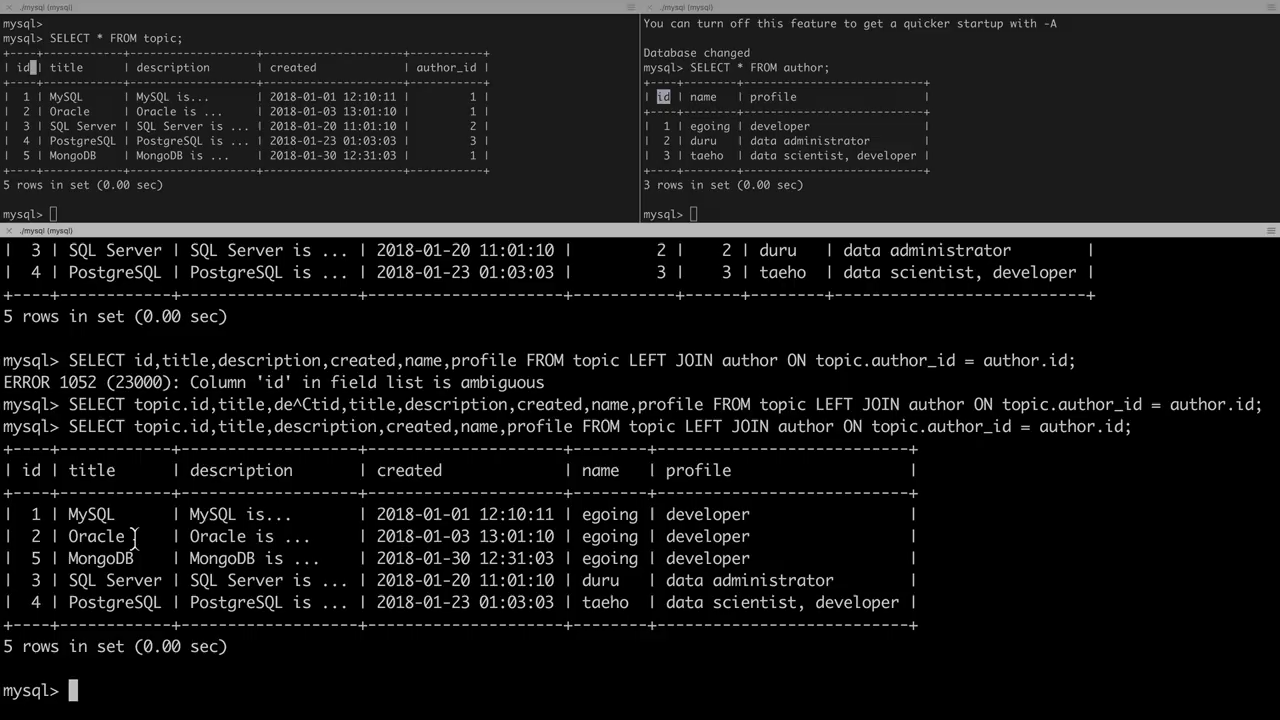 ./mysql (mysql)
mysql>
mysql> SELECT * FROM topic;
+----+------------+-------------------+---------------------+-----------+
| id | title      | description       | created             | author_id |
+----+------------+-------------------+---------------------+-----------+
|  1 | MySQL      | MySQL is...       | 2018-01-01 12:10:11 |         1 |
|  2 | Oracle     | Oracle is ...     | 2018-01-03 13:01:10 |         1 |
|  3 | SQL Server | SQL Server is ... | 2018-01-20 11:01:10 |         2 |
|  4 | PostgreSQL | PostgreSQL is ... | 2018-01-23 01:03:03 |         3 |
|  5 | MongoDB    | MongoDB is ...    | 2018-01-30 12:31:03 |         1 |
+----+------------+-------------------+---------------------+-----------+
5 rows in set (0.00 sec)
mysql>
./mysql (mysql)
You can turn off this feature to get a quicker startup with -A
Database changed
mysql> SELECT * FROM author;
+----+--------+---------------------------+
| id | name   | profile                   |
+----+--------+---------------------------+
|  1 | egoing | developer                 |
|  2 | duru   | data administrator        |
|  3 | taeho  | data scientist, developer |
+----+--------+---------------------------+
3 rows in set (0.00 sec)
mysql>
./mysql (mysql)
|  3 | SQL Server | SQL Server is ... | 2018-01-20 11:01:10 |         2 |    2 | duru   | data administrator        |
|  4 | PostgreSQL | PostgreSQL is ... | 2018-01-23 01:03:03 |         3 |    3 | taeho  | data scientist, developer |
+----+------------+-------------------+---------------------+-----------+------+--------+---------------------------+
5 rows in set (0.00 sec)
mysql> SELECT id,title,description,created,name,profile FROM topic LEFT JOIN author ON topic.author_id = author.id;
ERROR 1052 (23000): Column 'id' in field list is ambiguous
mysql> SELECT topic.id,title,de^Ctid,title,description,created,name,profile FROM topic LEFT JOIN author ON topic.author_id = author.id;
mysql> SELECT topic.id,title,description,created,name,profile FROM topic LEFT JOIN author ON topic.author_id = author.id;
+----+------------+-------------------+---------------------+--------+---------------------------+
| id | title      | description       | created             | name   | profile                   |
+----+------------+-------------------+---------------------+--------+---------------------------+
|  1 | MySQL      | MySQL is...       | 2018-01-01 12:10:11 | egoing | developer                 |
|  2 | Oracle     | Oracle is ...     | 2018-01-03 13:01:10 | egoing | developer                 |
|  5 | MongoDB    | MongoDB is ...    | 2018-01-30 12:31:03 | egoing | developer                 |
|  3 | SQL Server | SQL Server is ... | 2018-01-20 11:01:10 | duru   | data administrator        |
|  4 | PostgreSQL | PostgreSQL is ... | 2018-01-23 01:03:03 | taeho  | data scientist, developer |
+----+------------+-------------------+---------------------+--------+---------------------------+
5 rows in set (0.00 sec)
mysql>